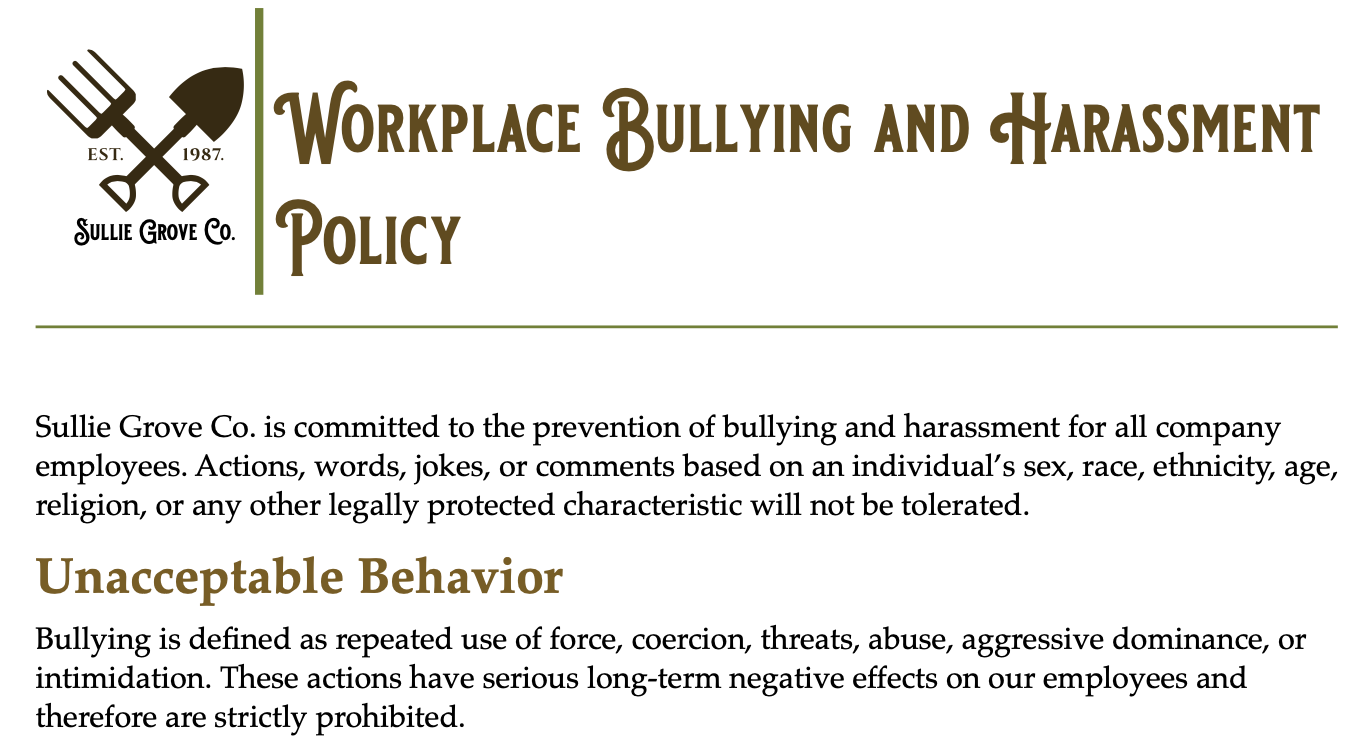 EST. 1987.
Sullie Grove Co.
Workplace Bullying and Harassment
Policy
Sullie Grove Co. is committed to the prevention of bullying and harassment for all company
employees. Actions, words, jokes, or comments based on an individual’s sex, race, ethnicity, age,
religion, or any other legally protected characteristic will not be tolerated.
Unacceptable Behavior
Bullying is defined as repeated use of force, coercion, threats, abuse, aggressive dominance, or
intimidation. These actions have serious long-term negative effects on our employees and
therefore are strictly prohibited.